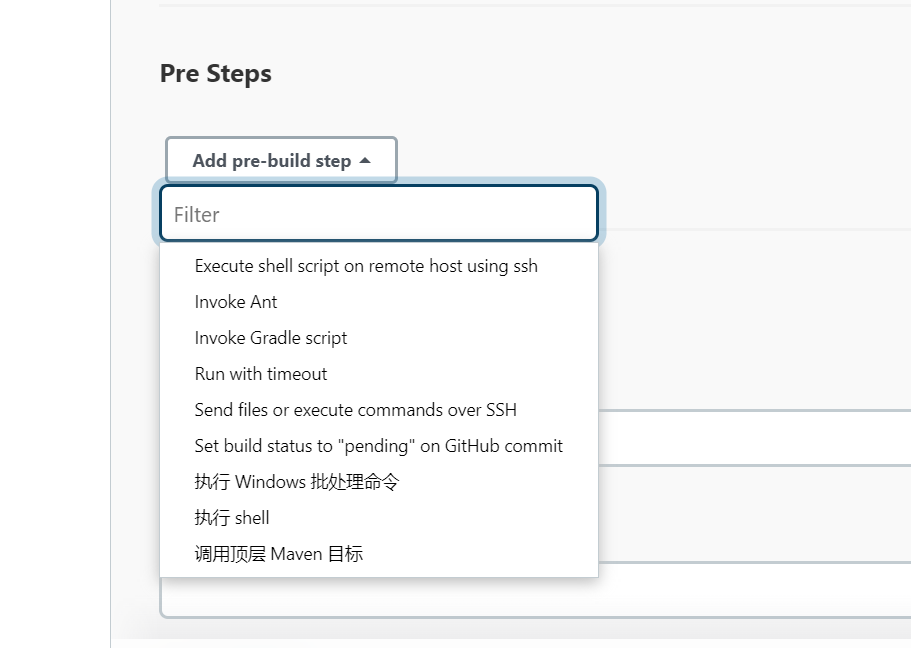 Pre Steps
Add pre-build step
Filter
Execute shell script on remote host using ssh
Invoke Ant
Invoke Gradle script
Run with timeout
Send files or execute commands over SSH
Set build status to "pending" on GitHub commit
执行 Windows 批处理命令
执行 shell
调用顶层 Maven 目标